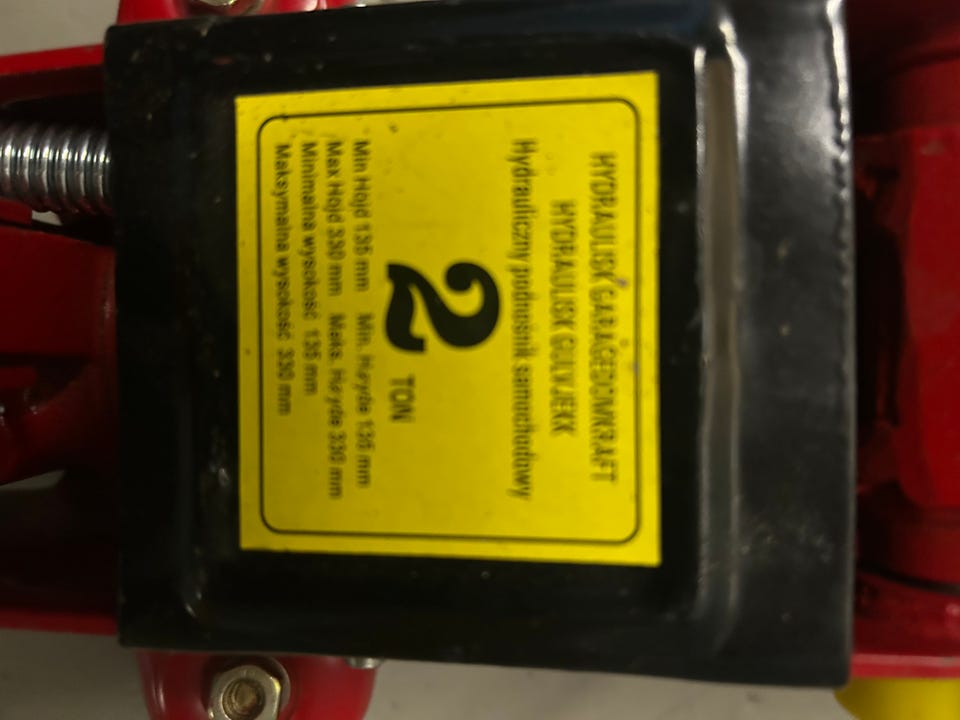 HYDRAULISK GARAGEDOMKRAFT
HYDRAULISK GULVJEKK
Hydrauliczny podnośnik samochodowy
2 TON
Min Höjd 135 mm Min. Høyde 135 mm
Max Höjd 330 mm Maks. Høyde 330 mm
Minimalna wysokość 135 mm
Maksymalna wysokość 330 mm